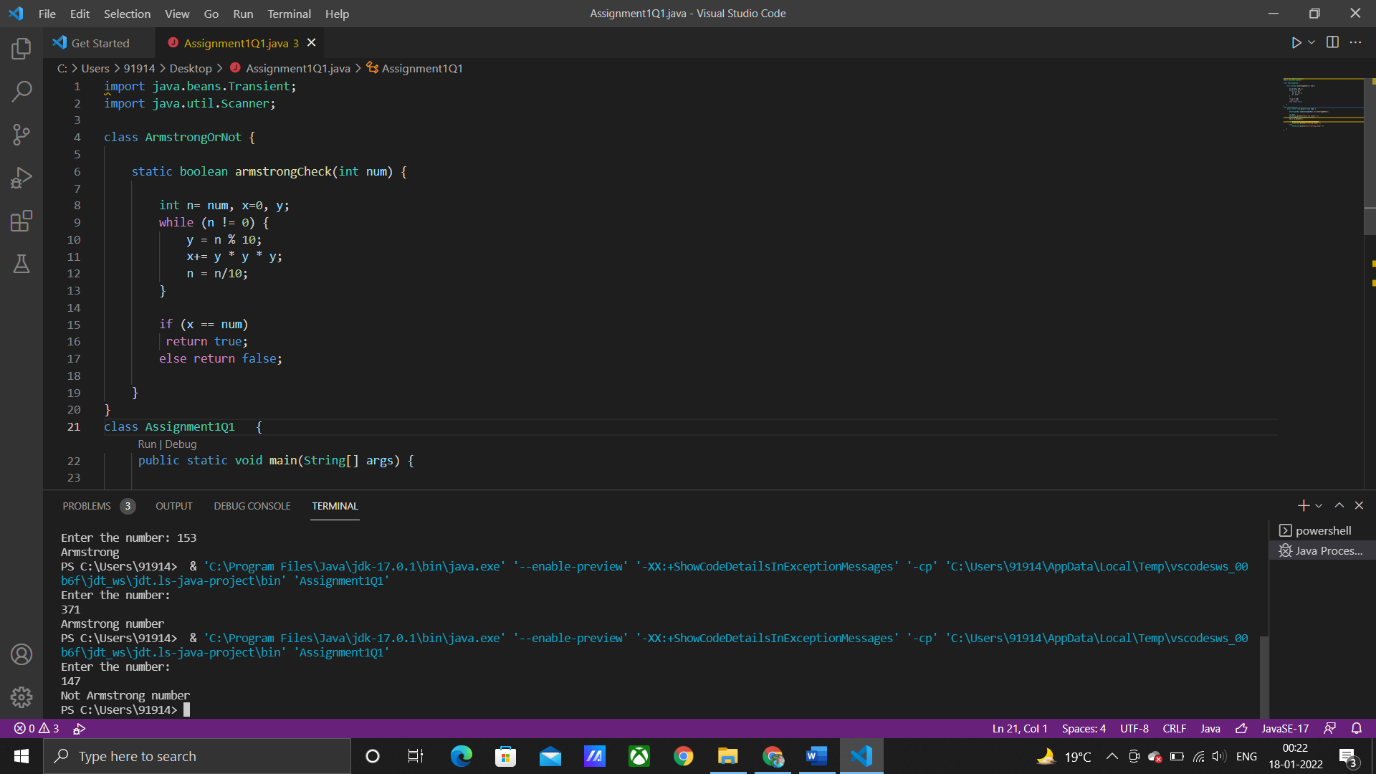 File Edit Selection View Go Run Terminal Help
Assignment1Q1.java - Visual Studio Code
Get Started
Assignment1Q1.java 3
C: > Users > 91914 > Desktop > Assignment1Q1.java > Assignment1Q1
1 import java.beans.Transient;
2 import java.util.Scanner;
3
4 class ArmstrongOrNot {
5
6 static boolean armstrongCheck(int num) {
7
8 int n= num, x=0, y;
9 while (n != 0) {
10 y = n % 10;
11 x+= y * y * y;
12 n = n/10;
13 }
14
15 if (x == num)
16 return true;
17 else return false;
18
19 }
20 }
21 class Assignment1Q1 {
Run | Debug
22 public static void main(String[] args) {
23
PROBLEMS 3 OUTPUT DEBUG CONSOLE TERMINAL
powershell
Java Proces...
Enter the number: 153
Armstrong
PS C:\Users\91914> & 'C:\Program Files\Java\jdk-17.0.1\bin\java.exe' '--enable-preview' '-XX:+ShowCodeDetailsInExceptionMessages' '-cp' 'C:\Users\91914\AppData\Local\Temp\vscodesws_00
b6f\jdt_ws\jdt.ls-java-project\bin' 'Assignment1Q1'
Enter the number:
371
Armstrong number
PS C:\Users\91914> & 'C:\Program Files\Java\jdk-17.0.1\bin\java.exe' '--enable-preview' '-XX:+ShowCodeDetailsInExceptionMessages' '-cp' 'C:\Users\91914\AppData\Local\Temp\vscodesws_00
b6f\jdt_ws\jdt.ls-java-project\bin' 'Assignment1Q1'
Enter the number:
147
Not Armstrong number
PS C:\Users\91914>
0 3
Ln 21, Col 1 Spaces: 4 UTF-8 CRLF Java JavaSE-17
Type here to search
19°C
ENG
00:22
18-01-2022
3